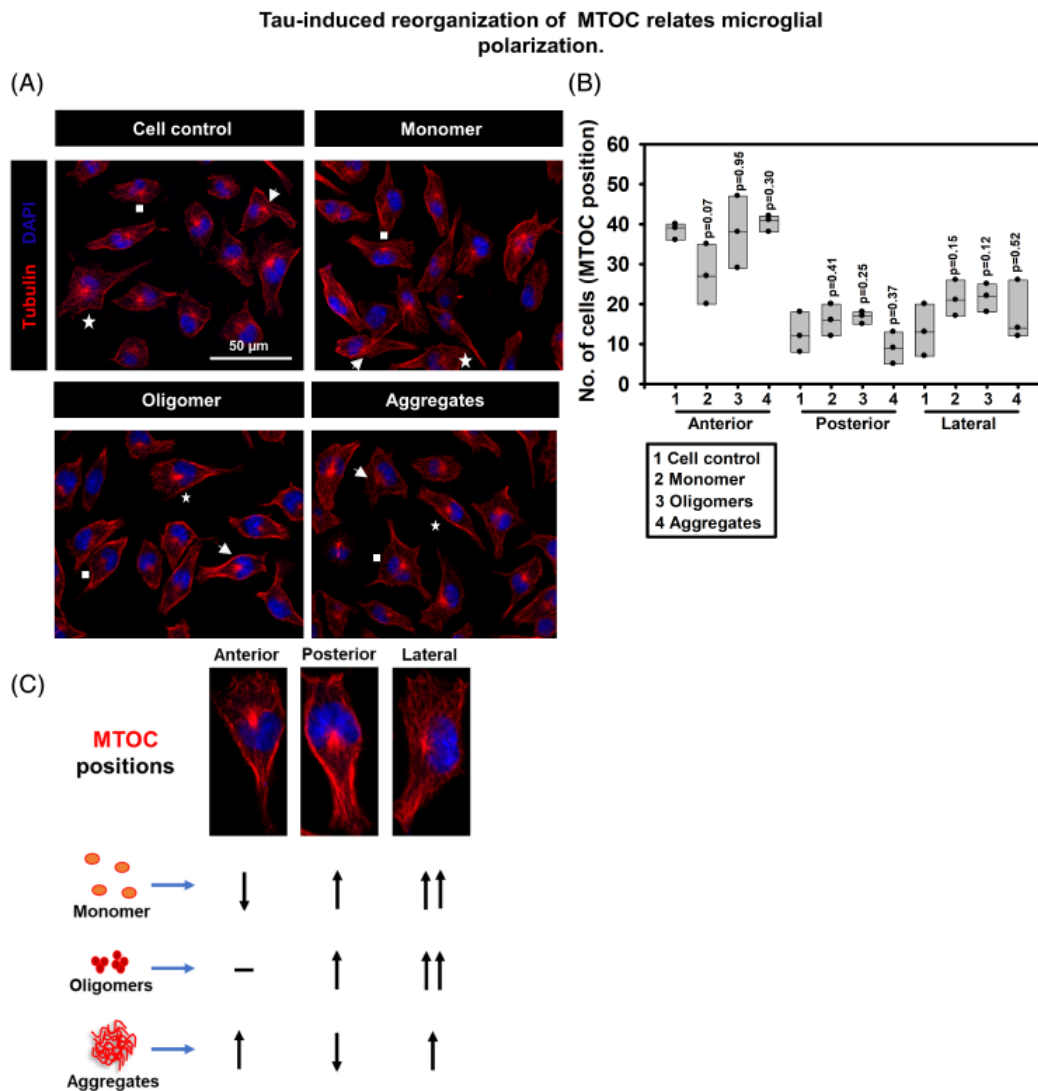 Tau-induced reorganization of MTOC relates microglial
polarization.
(A)
Cell control
Monomer
Tubulin DAPI
50 µm
Oligomer
Aggregates
(B)
No. of cells (MTOC position)
60
50
40
30
20
10
0
p=0.07
p=0.95
p=0.30
p=0.41
p=0.25
p=0.37
p=0.15
p=0.12
p=0.52
1 2 3 4 1 2 3 4 1 2 3 4
Anterior Posterior Lateral
1 Cell control
2 Monomer
3 Oligomers
4 Aggregates
(C)
Anterior Posterior Lateral
MTOC
positions
Monomer
Oligomers
Aggregates